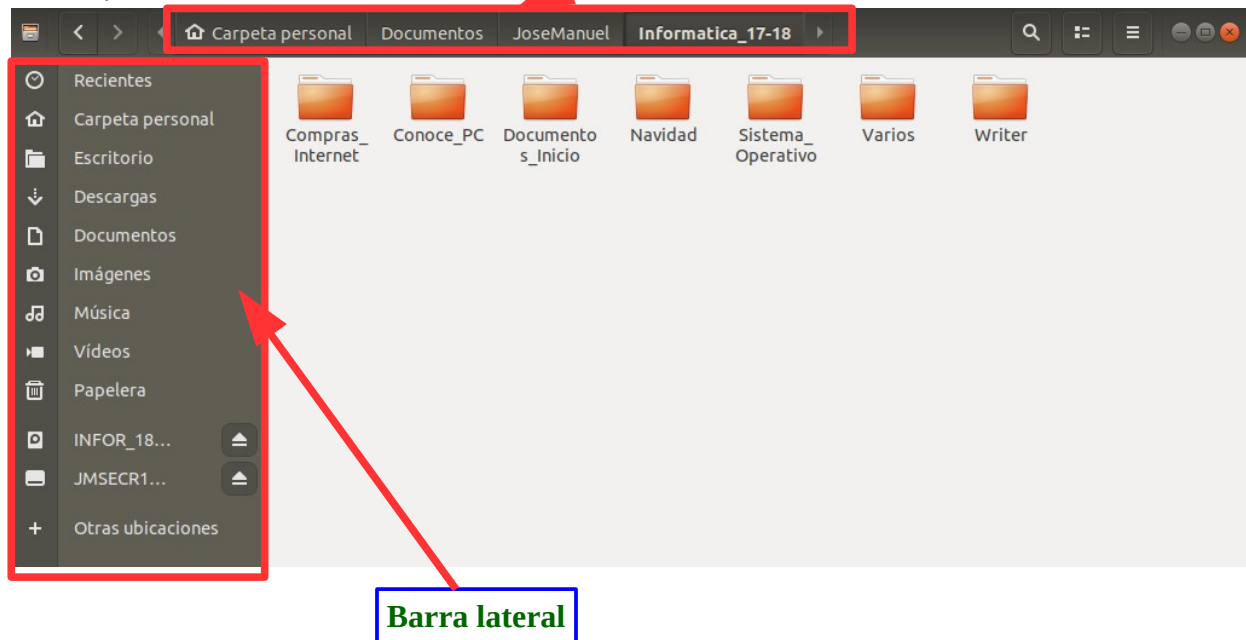 Carpeta personal Documentos JoseManuel Informatica_17-18
Recientes
Carpeta personal
Escritorio
Descargas
Documentos
Imágenes
Música
Vídeos
Papelera
INFOR_18...
JMSECR1...
Otras ubicaciones
Compras_
Internet
Conoce_PC
Documento
s_Inicio
Navidad
Sistema_
Operativo
Varios
Writer
Barra lateral